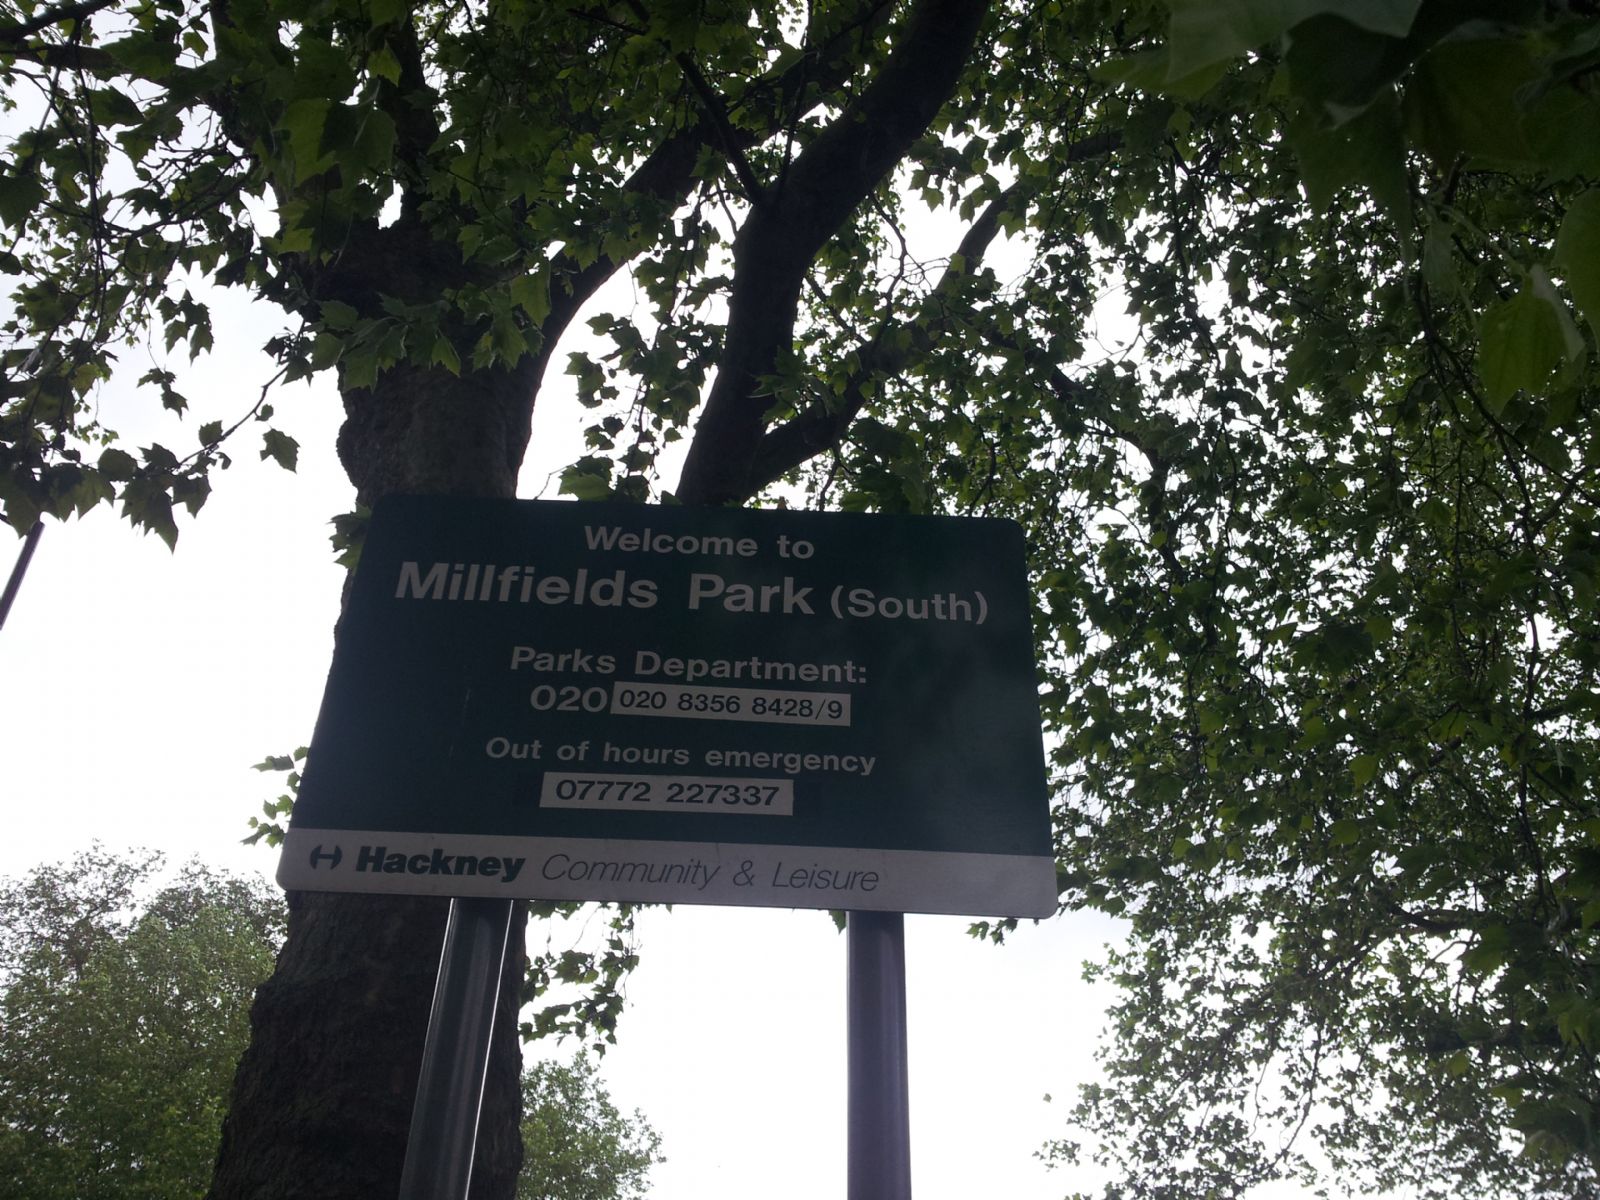 Welcome to
Millfields Park (South)
Parks Department:
020 020 8356 8428/9
Out of hours emergency
07772 227337
Hackney Community & Leisure